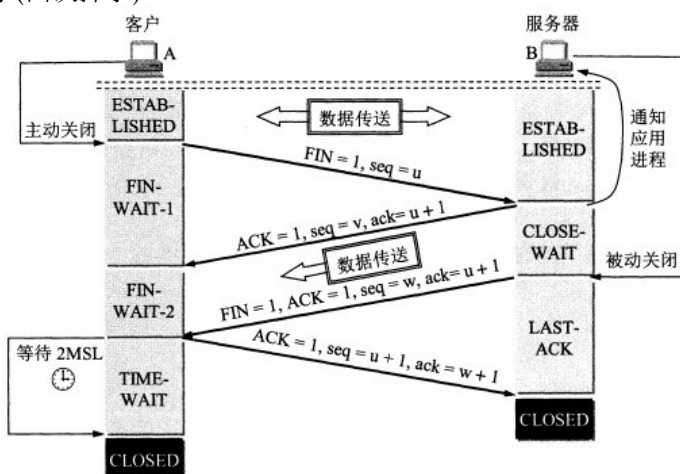 客户
服务器
A
B
ESTAB-
LISHED
数据传送
ESTAB-
LISHED
通知
应用
进程
主动关闭
FIN = 1, seq = u
FIN-
WAIT-1
ACK = 1, seq = v, ack= u + 1
CLOSE-
WAIT
数据传送
被动关闭
FIN-
WAIT-2
FIN = 1, ACK = 1, seq = w, ack= u + 1
等待 2MSL
ACK = 1, seq = u + 1, ack = w + 1
LAST-
ACK
TIME-
WAIT
CLOSED
CLOSED